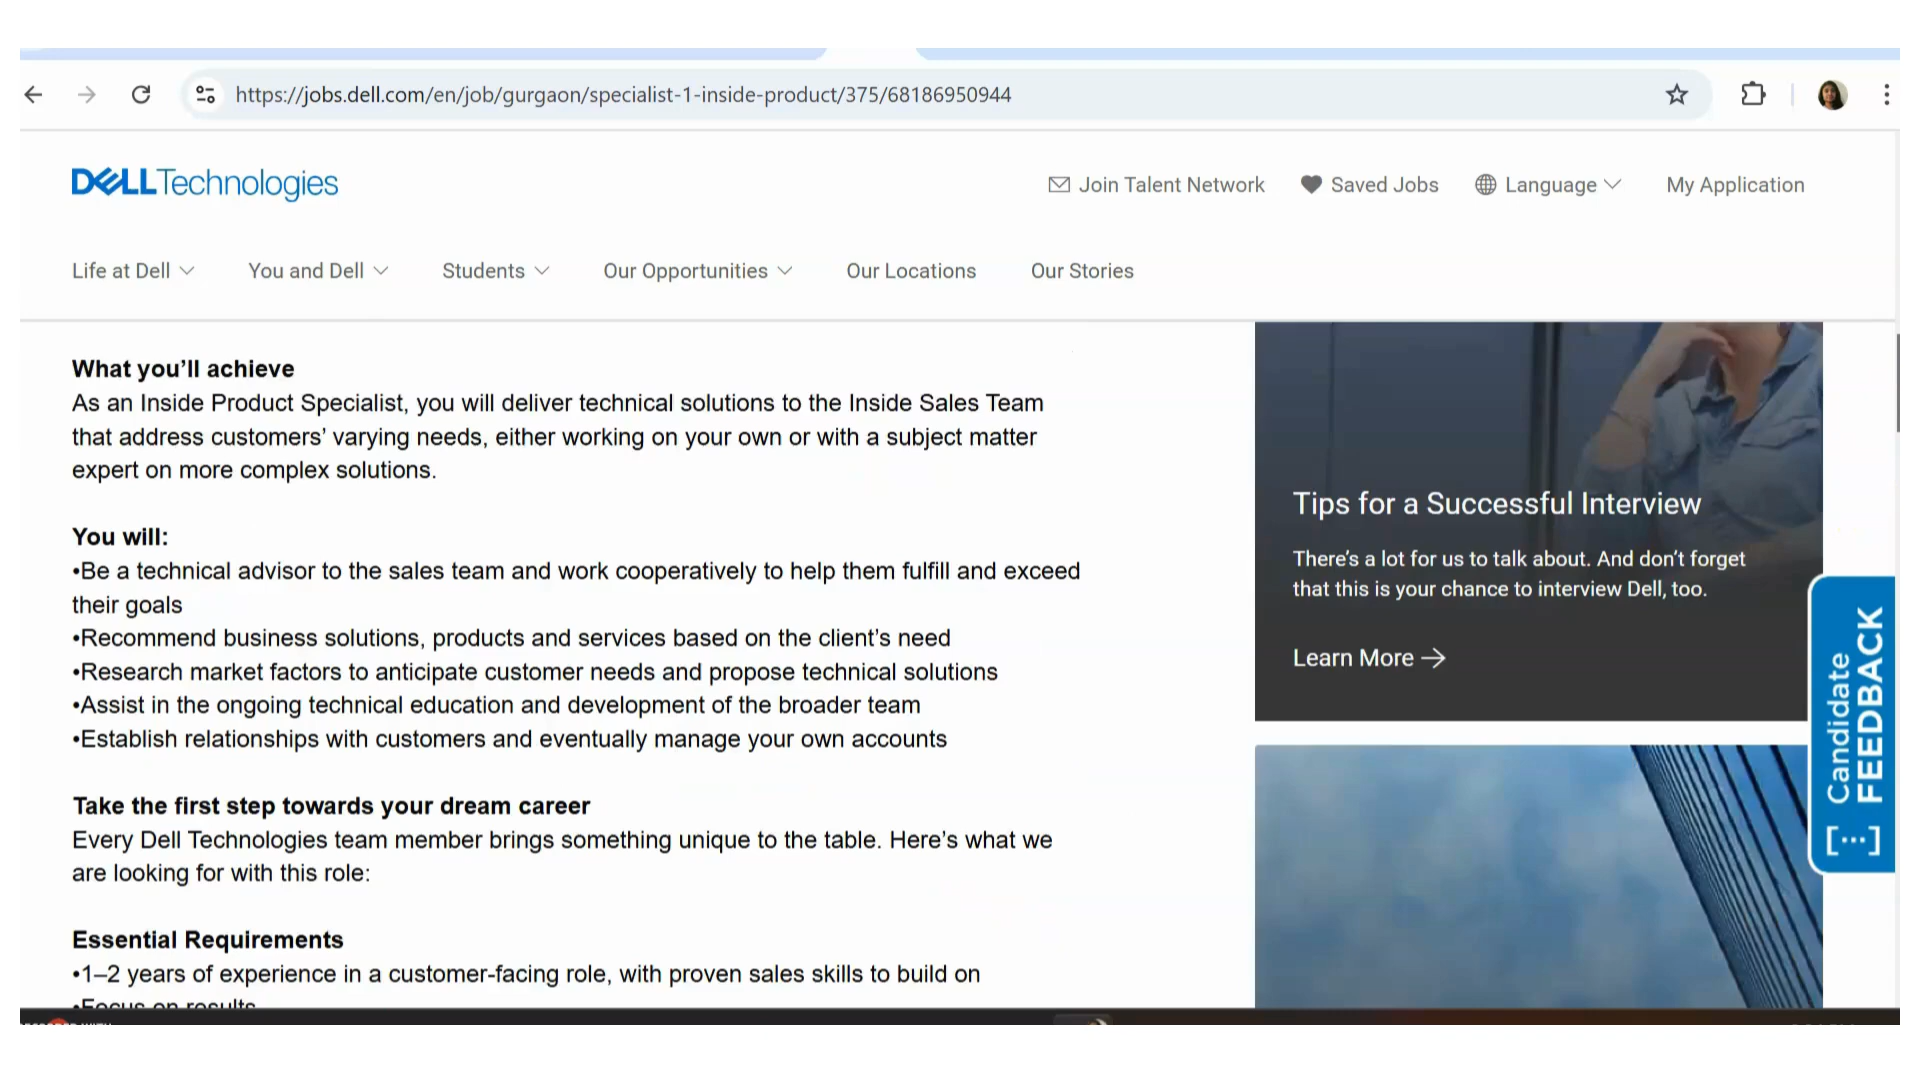 https://jobs.dell.com/en/job/gurgaon/specialist-1-inside-product/375/68186950944
DELLTechnologies
Join Talent Network
Saved Jobs
Language
My Application
Life at Dell
You and Dell
Students
Our Opportunities
Our Locations
Our Stories
What you’ll achieve
As an Inside Product Specialist, you will deliver technical solutions to the Inside Sales Team
that address customers’ varying needs, either working on your own or with a subject matter
expert on more complex solutions.
You will:
•Be a technical advisor to the sales team and work cooperatively to help them fulfill and exceed
their goals
•Recommend business solutions, products and services based on the client’s need
•Research market factors to anticipate customer needs and propose technical solutions
•Assist in the ongoing technical education and development of the broader team
•Establish relationships with customers and eventually manage your own accounts
Take the first step towards your dream career
Every Dell Technologies team member brings something unique to the table. Here’s what we
are looking for with this role:
Essential Requirements
•1–2 years of experience in a customer-facing role, with proven sales skills to build on
•Focus on results
Tips for a Successful Interview
There’s a lot for us to talk about. And don’t forget
that this is your chance to interview Dell, too.
Learn More
Candidate
FEEDBACK